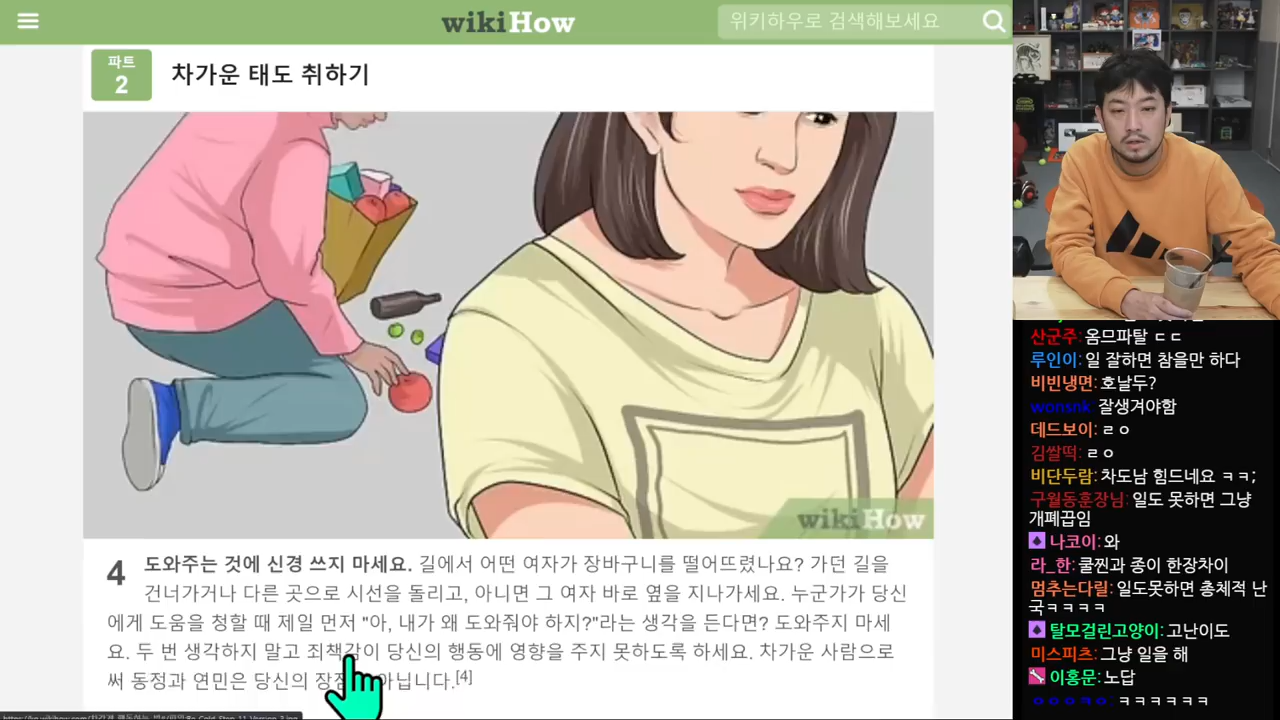 wikiHow
위키하우로 검색해보세요
파트
2
차가운 태도 취하기
wikiHow
4
도와주는 것에 신경 쓰지 마세요. 길에서 어떤 여자가 장바구니를 떨어뜨렸나요? 가던 길을
건너가거나 다른 곳으로 시선을 돌리고, 아니면 그 여자 바로 옆을 지나가세요. 누군가가 당신
에게 도움을 청할 때 제일 먼저 "아, 내가 왜 도와줘야 하지?"라는 생각을 든다면? 도와주지 마세
요. 두 번 생각하지 말고 죄책감이 당신의 행동에 영향을 주지 못하도록 하세요. 차가운 사람으로
써 동정과 연민은 당신의 아닙니다.[4]
산군주: 옴므파탈 ㄷㄷ
루인이: 일 잘하면 참을만 하다
비빈냉면: 호날두?
wonsnk: 잘생겨야함
데드보이: ㄹㅇ
김쌀떡: ㄹㅇ
비단두람: 차도남 힘드네요 ㅋㅋ;
구월동훈장님: 일도 못하면 그냥
개폐끕임
나코이: 와
라_한: 쿨찐과 종이 한장차이
멈추는다릴: 일도못하면 총체적 난
국ㅋㅋㅋㅋ
탈모걸린고양이: 고난이도
미스피츠: 그냥 일을 해
이홍문: 노답
ㅋㅋㅋㅋㅋㅋ